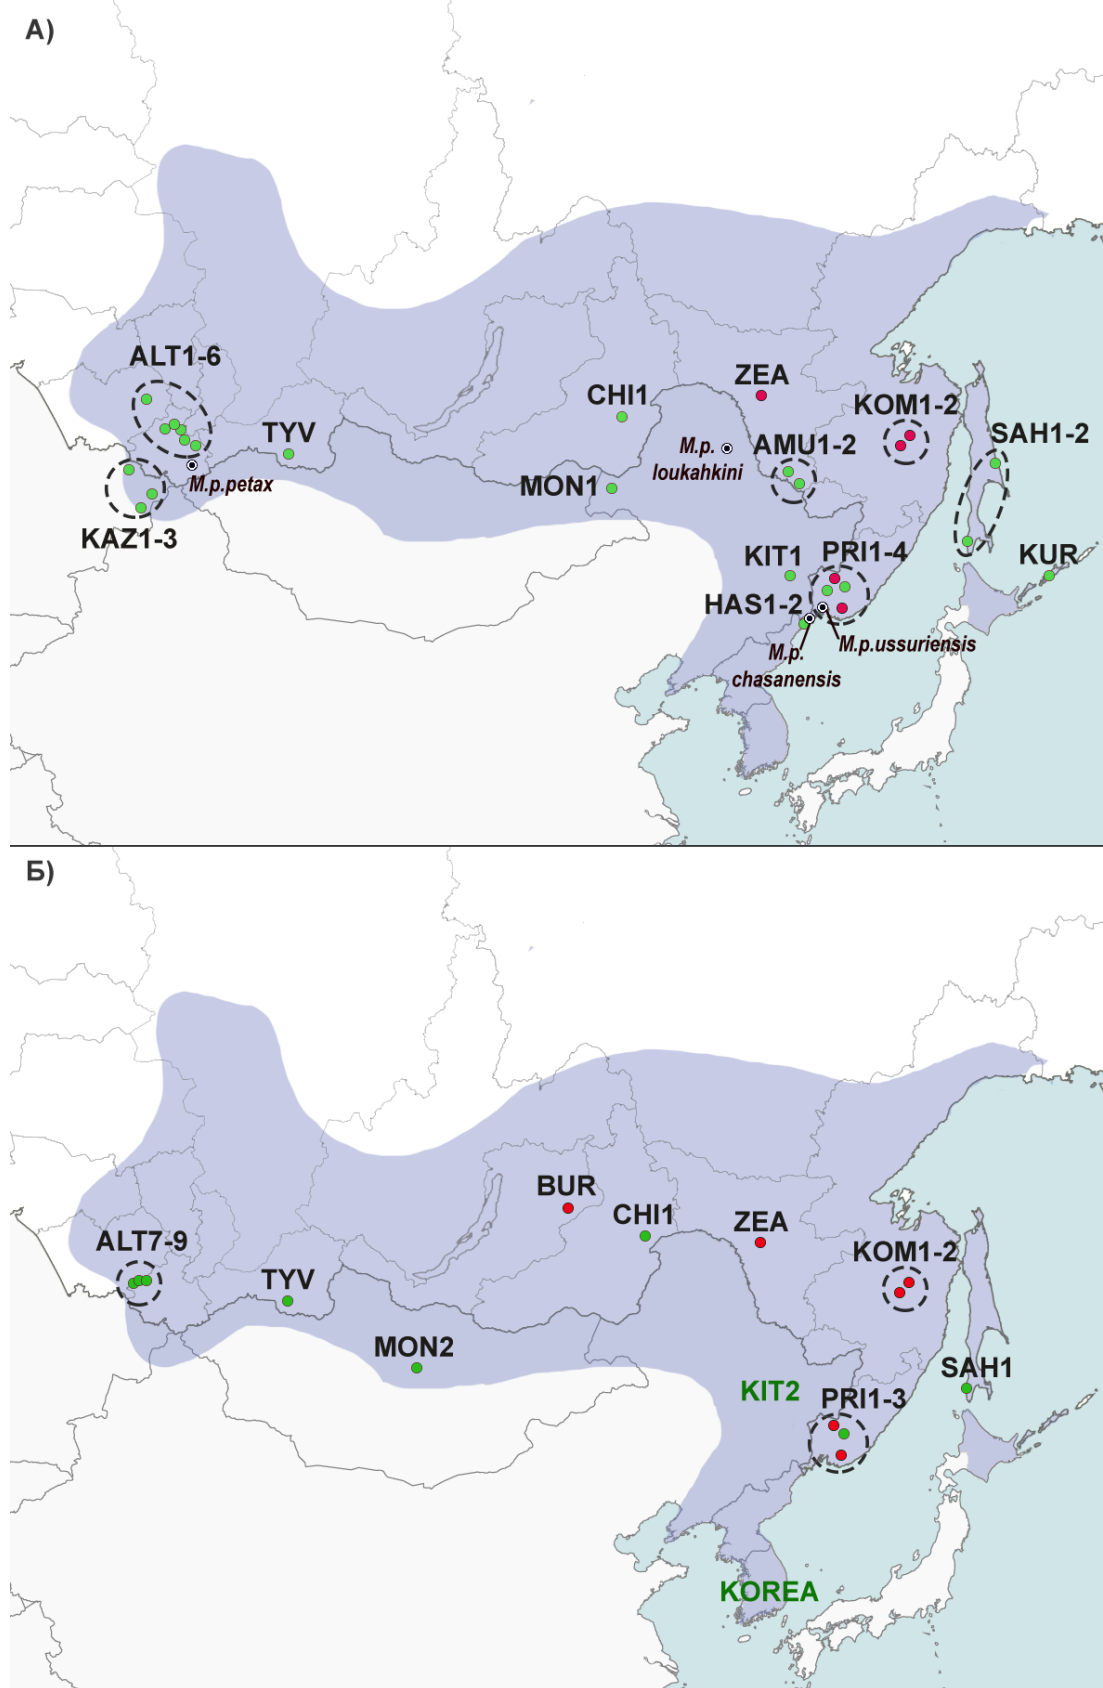 А)
ALT1-6
TYV
M.p.petax
KAZ1-3
CHI1
MON1
ZEA
M.p.
loukahkini
AMU1-2
KOM1-2
SAH1-2
KIT1
PRI1-4
KUR
HAS1-2
M.p.ussuriensis
M.p.
chasanensis
Б)
BUR
CHI1
ZEA
ALT7-9
KOM1-2
TYV
MON2
SAH1
KIT2
PRI1-3
KOREA